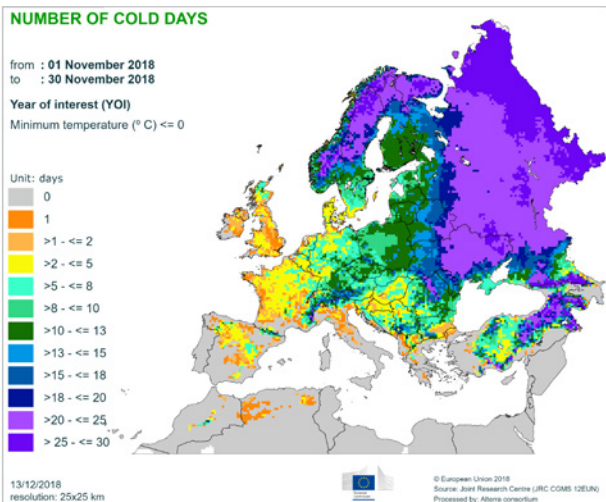 NUMBER OF COLD DAYS
from : 01 November 2018
to : 30 November 2018
Year of interest (YOI)
Minimum temperature (º C) <= 0
Unit: days
0
1
>1 - <= 2
>2 - <= 5
>5 - <= 8
>8 - <= 10
>10 - <= 13
>13 - <= 15
>15 - <= 18
>18 - <= 20
>20 - <= 25
> 25 - <= 30
13/12/2018
resolution: 25x25 km
© European Union 2018
Source: Joint Research Centre (JRC CGMS 12EUN)
Processed by: Alterra consortium